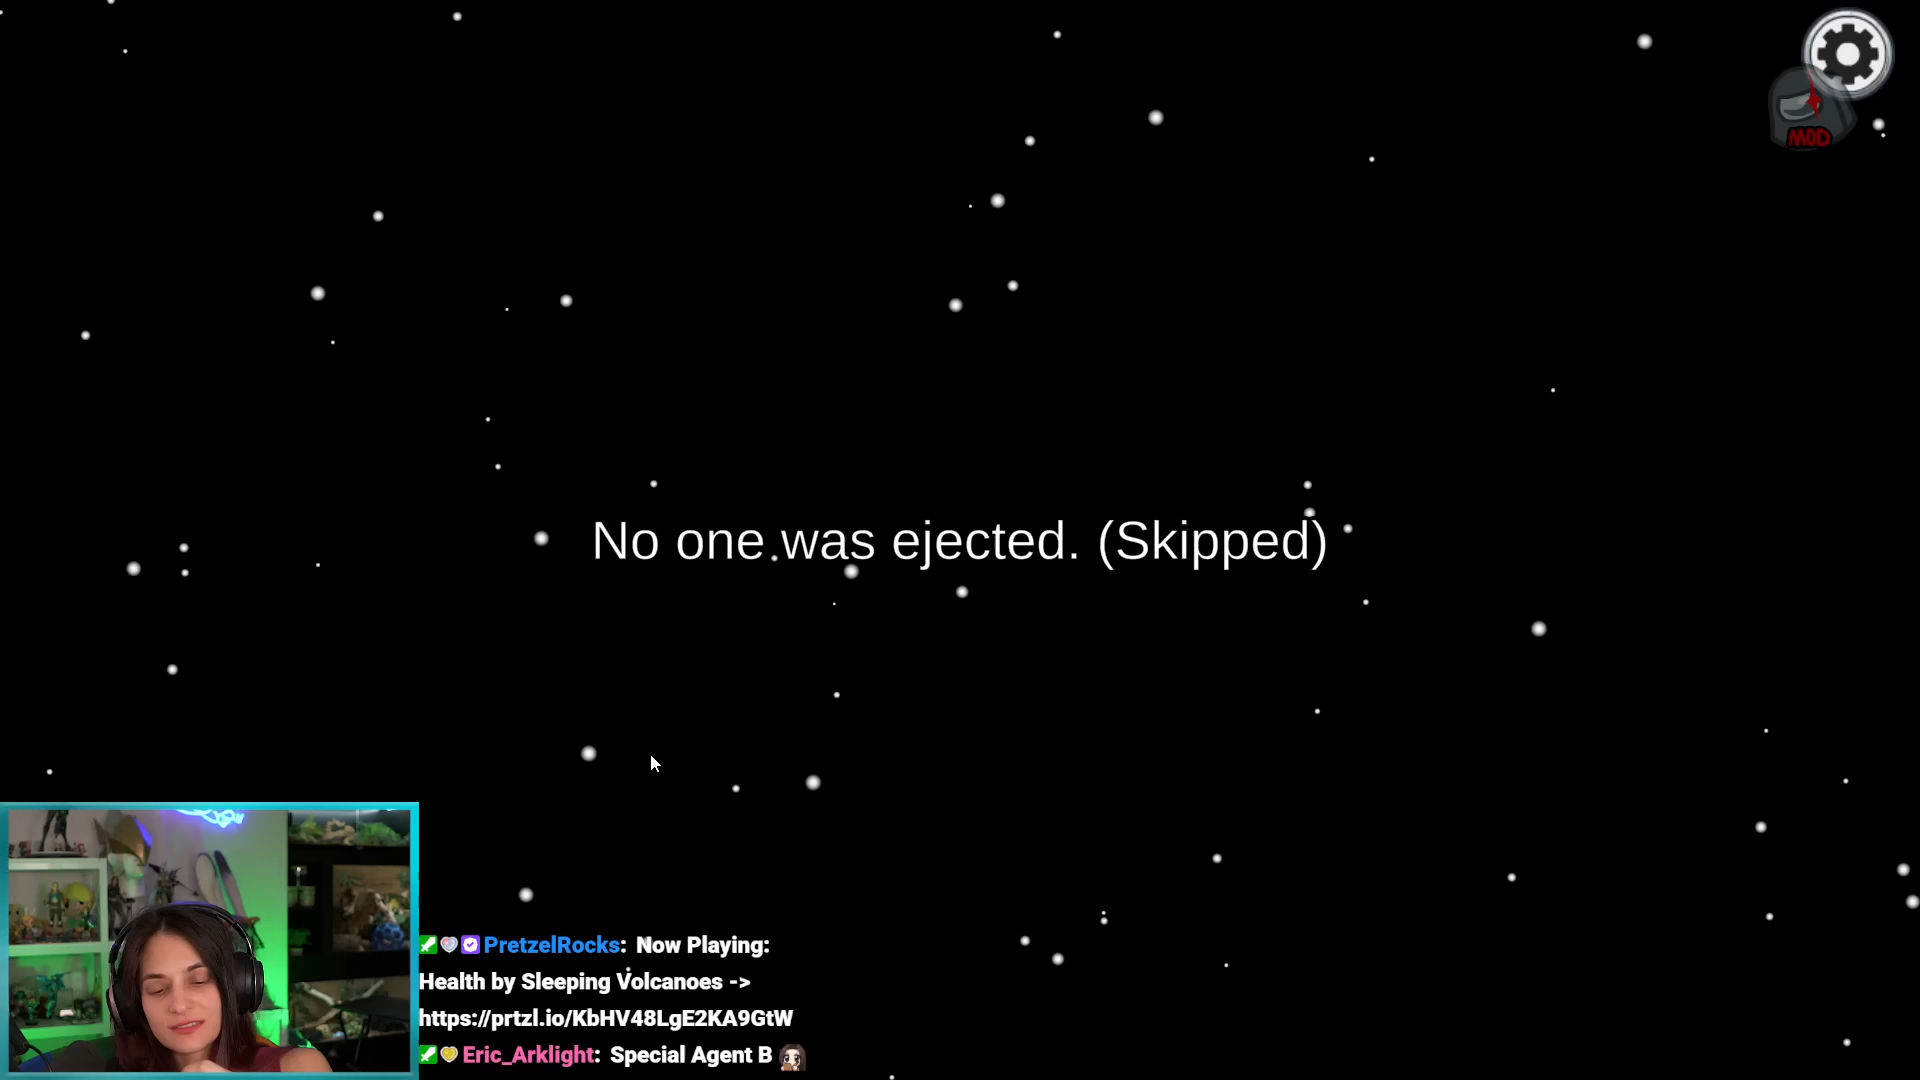 MOD
No one was ejected. (Skipped)
PretzelRocks: Now Playing:
Health by Sleeping Volcanoes ->
https://prtzl.io/KbHV48LgE2KA9GtW
Eric_Arklight: Special Agent B